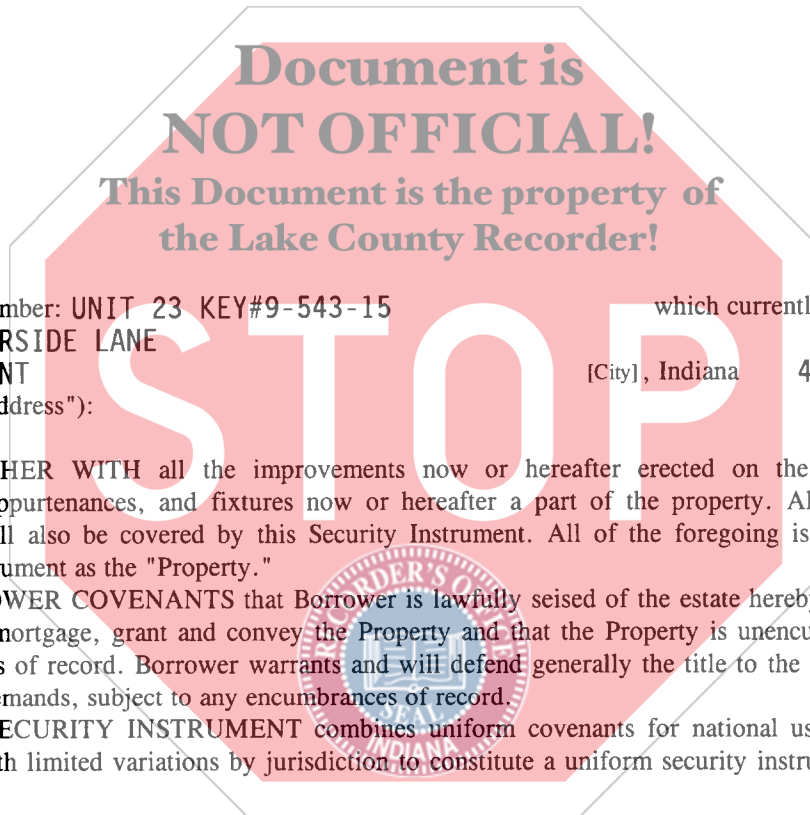 Document is
NOT OFFICIAL!
This Document is the property of
the Lake County Recorder!
mber: UNIT 23 KEY#9-543-15 which currentl
RSIDE LANE
NT [City], Indiana 4
ddress"):
STOP
HER WITH all the improvements now or hereafter erected on the
ppurtenances, and fixtures now or hereafter a part of the property. Al
ll also be covered by this Security Instrument. All of the foregoing is
ument as the "Property."
OWER COVENANTS that Borrower is lawfully seised of the estate hereby
mortgage, grant and convey the Property and that the Property is unencu
s of record. Borrower warrants and will defend generally the title to the
emands, subject to any encumbrances of record.
ECURITY INSTRUMENT combines uniform covenants for national us
th limited variations by jurisdiction to constitute a uniform security instru
RECORDER'S OFFICE
SEAL
INDIANA